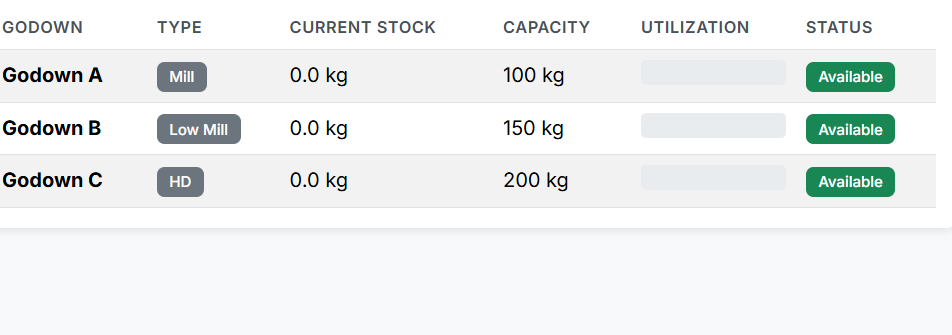 GODOWN TYPE CURRENT STOCK CAPACITY UTILIZATION STATUS
Godown A Mill 0.0 kg 100 kg Available
Godown B Low Mill 0.0 kg 150 kg Available
Godown C HD 0.0 kg 200 kg Available